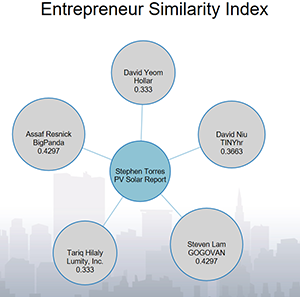 Entrepreneur Similarity Index
David Yeom
Hollar
0.333
Assaf Resnick
BigPanda
0.4297
David Niu
TINYhr
0.3663
Stephen Torres
PV Solar Report
Tariq Hilaly
Lumity, Inc.
0.333
Steven Lam
GOGOVAN
0.4297